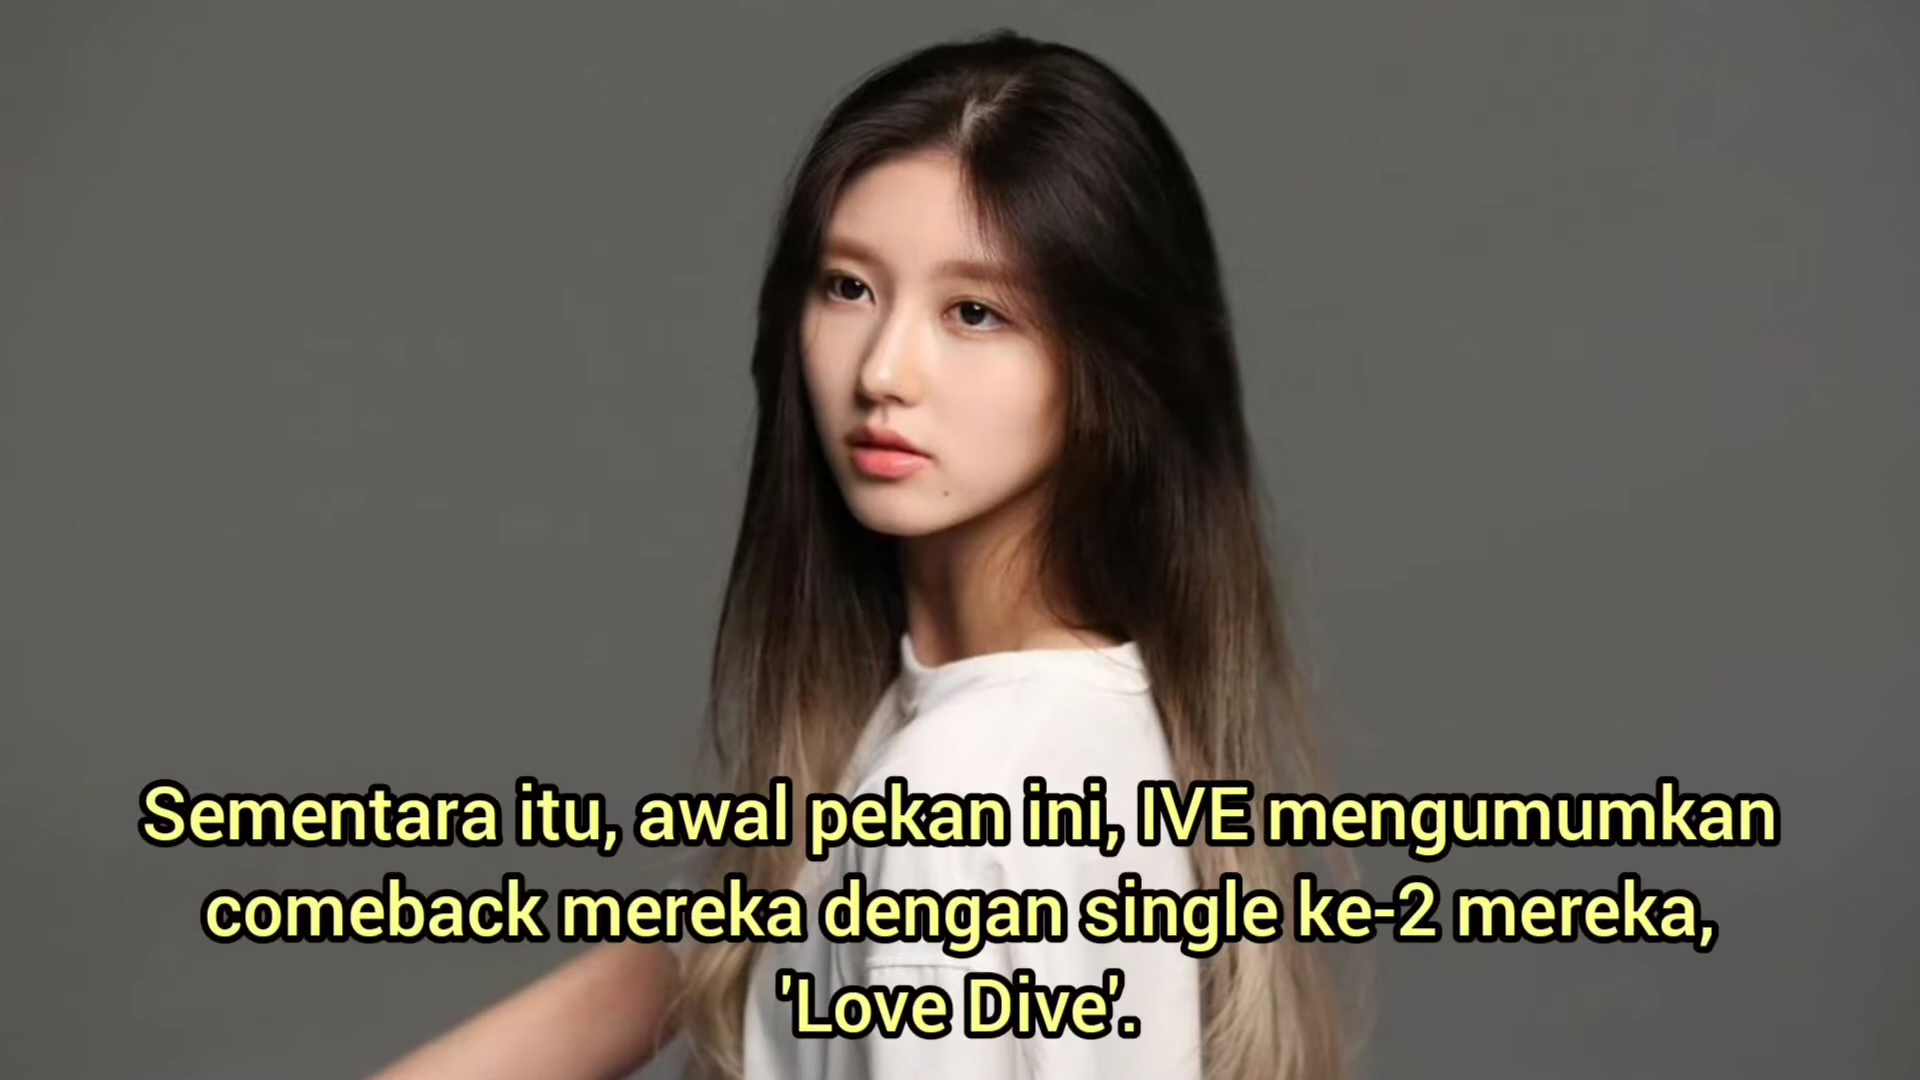 Sementara itu, awal pekan ini, IVE mengumumkan
comeback mereka dengan single ke-2 mereka,
'Love Dive'.